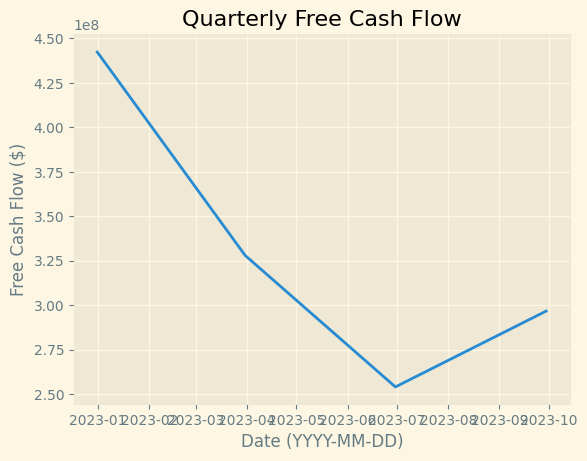 Quarterly Free Cash Flow
1e8
4.50
4.25
4.00
3.75
3.50
3.25
3.00
2.75
2.50
Free Cash Flow ($)
2023-01 2023-02 2023-03 2023-04 2023-05 2023-06 2023-07 2023-08 2023-09 2023-10
Date (YYYY-MM-DD)